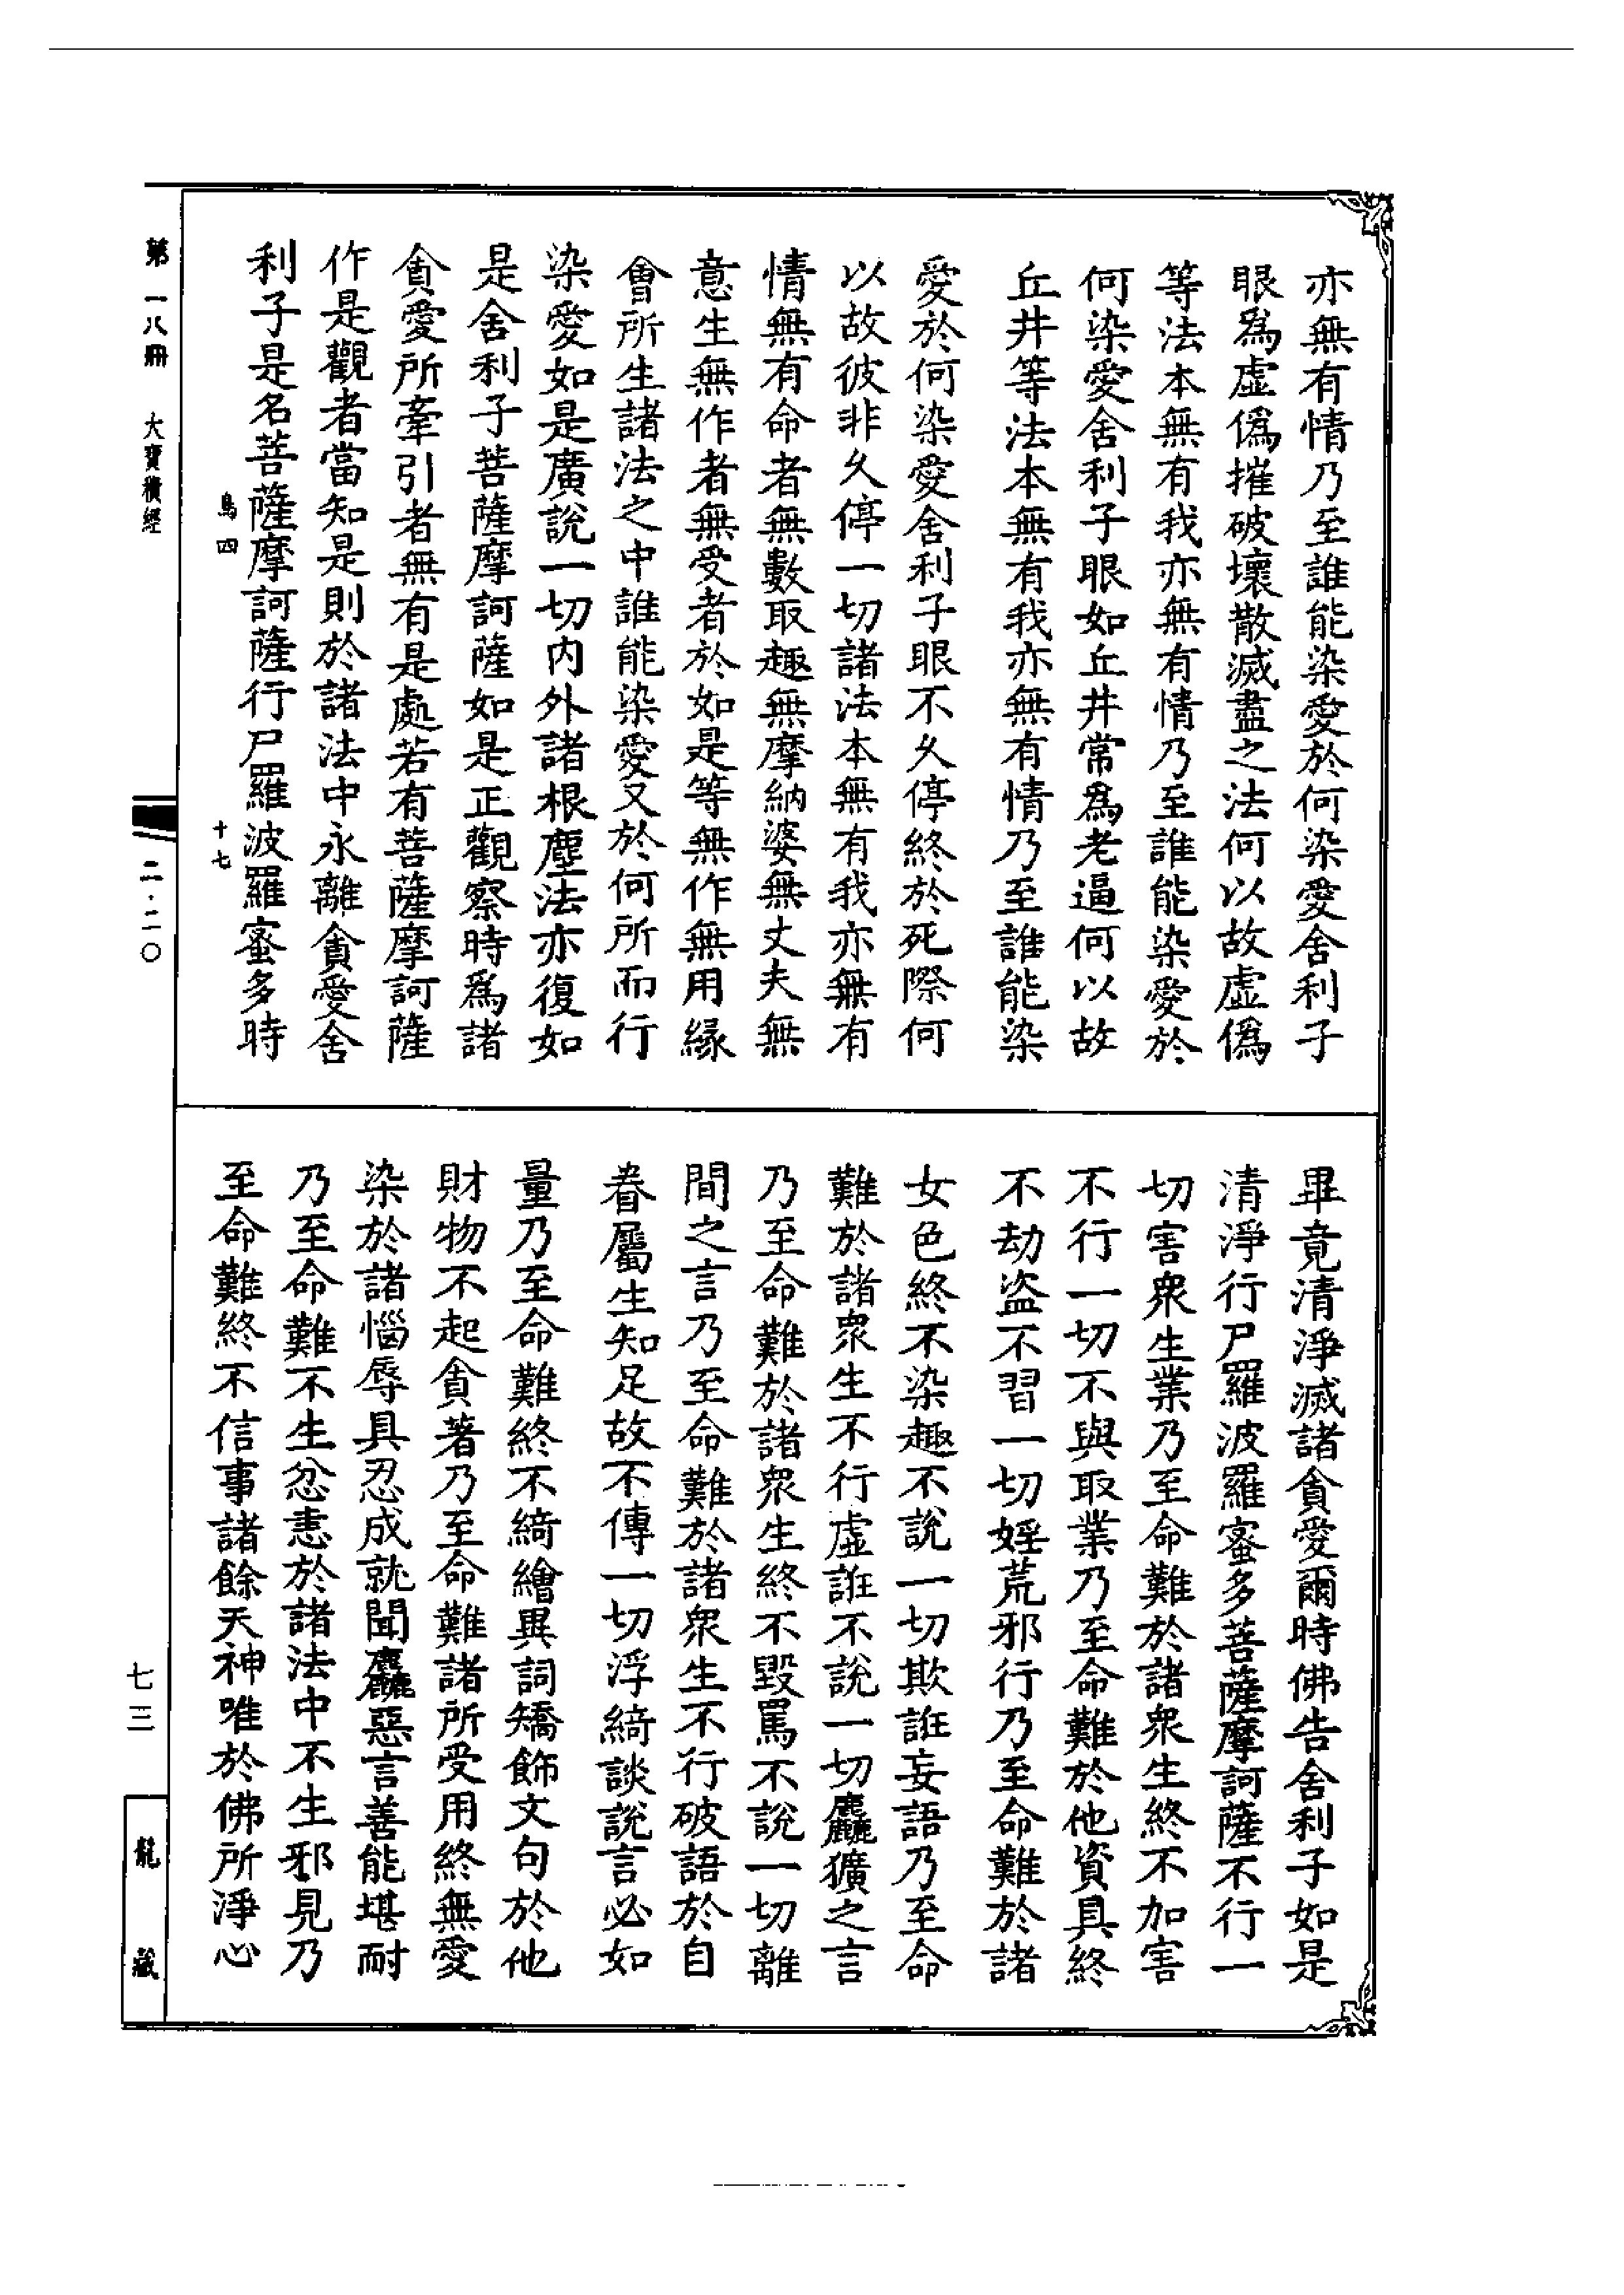 亦無有情乃至誰能染愛於何染愛舍利子
眼爲虛僞摧破壞散滅盡之法何以故虛僞
等法本無有我亦無有情乃至誰能染愛於
何染愛舍利子眼如丘井常爲老逼何以故
丘井等法本無有我亦無有情乃至誰能染
愛於何染愛舍利子眼不久停終於死際何
以故彼非久停一切諸法本無有我亦無有
情無有命者無數取趣無摩納婆無丈夫無
意生無作者無受者於如是等無作無用緣
會所生諸法之中誰能染愛又於何所而行
染愛如是廣說一切內外諸根塵法亦復如
是舍利子菩薩摩訶薩如是正觀察時爲諸
貪愛所牽引者無有是處若有菩薩摩訶薩
作是觀者當知是則於諸法中永離貪愛舍
利子是名菩薩摩訶薩行尸羅波羅蜜多時
鳥四 十七
畢竟清淨滅諸貪愛爾時佛告舍利子如是
清淨行尸羅波羅蜜多菩薩摩訶薩不行一
切害衆生業乃至命難於諸衆生終不加害
不行一切不與取業乃至命難於他資具終
不劫盜不習一切婬荒邪行乃至命難於諸
女色終不染趣不說一切欺誑妄語乃至命
難於諸衆生不行虛誑不說一切麤獷之言
乃至命難於諸衆生終不毀罵不說一切離
間之言乃至命難於諸衆生不行破語於自
眷屬生知足故不傳一切浮綺談說言必如
量乃至命難終不綺繪異詞矯飾文句於他
財物不起貪著乃至命難諸所受用終無愛
染於諸惱辱具忍成就聞麤惡言善能堪耐
乃至命難不生忿恚於諸法中不生邪見乃
至命難終不信事諸餘天神唯於佛所淨心
第一八冊 大寶積經
二·二〇
七三
龍藏